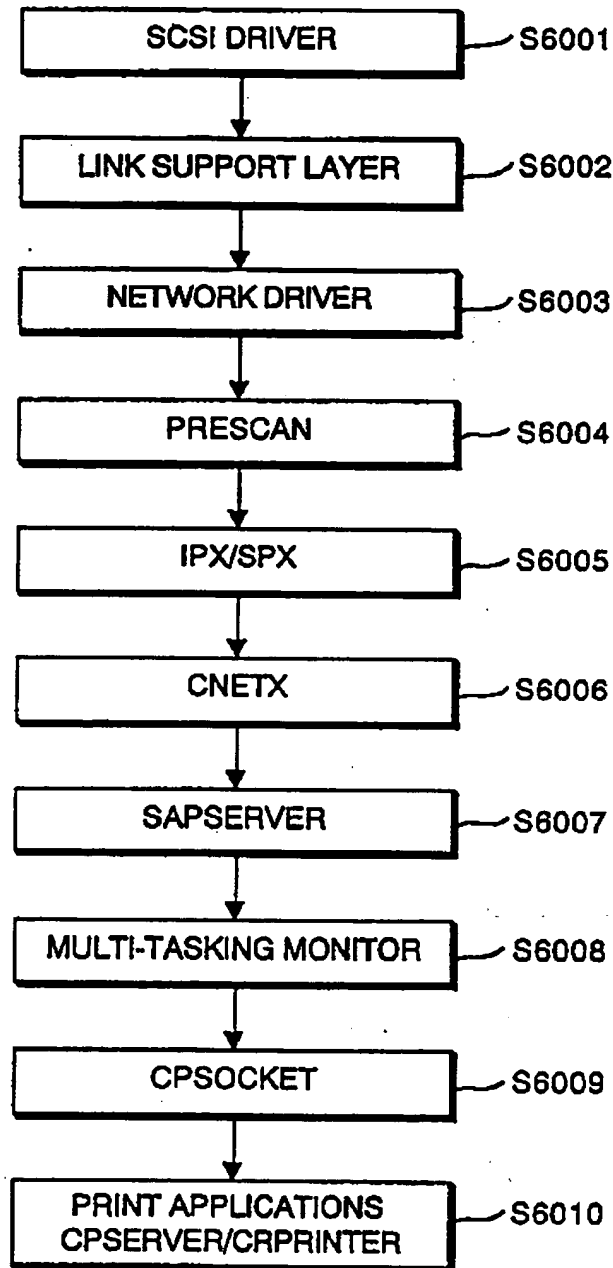 SCSI DRIVER S6001
LINK SUPPORT LAYER S6002
NETWORK DRIVER S6003
PRESCAN S6004
IPX/SPX S6005
CNETX S6006
SAPSERVER S6007
MULTI-TASKING MONITOR S6008
CPSOCKET S6009
PRINT APPLICATIONS
CPSERVER/CRPRINTER S6010